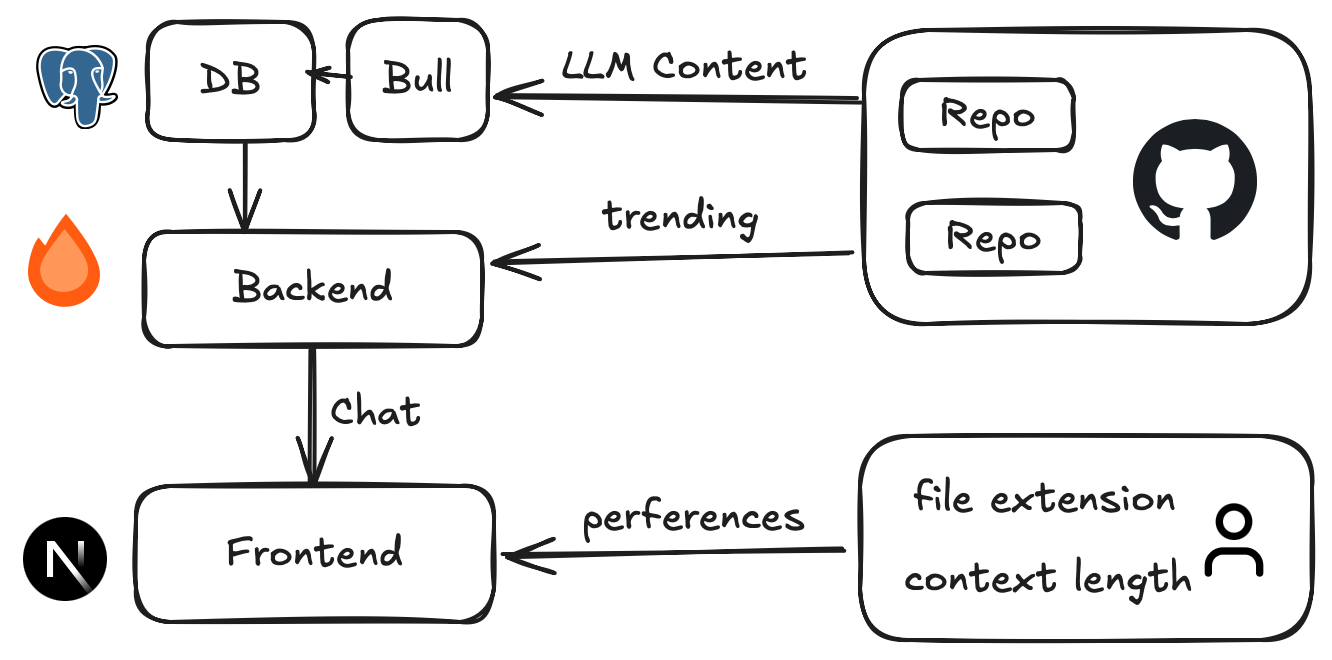 DB
Bull
LLM Content
Repo
trending
Repo
Backend
Chat
file extension
perferences
Frontend
context length